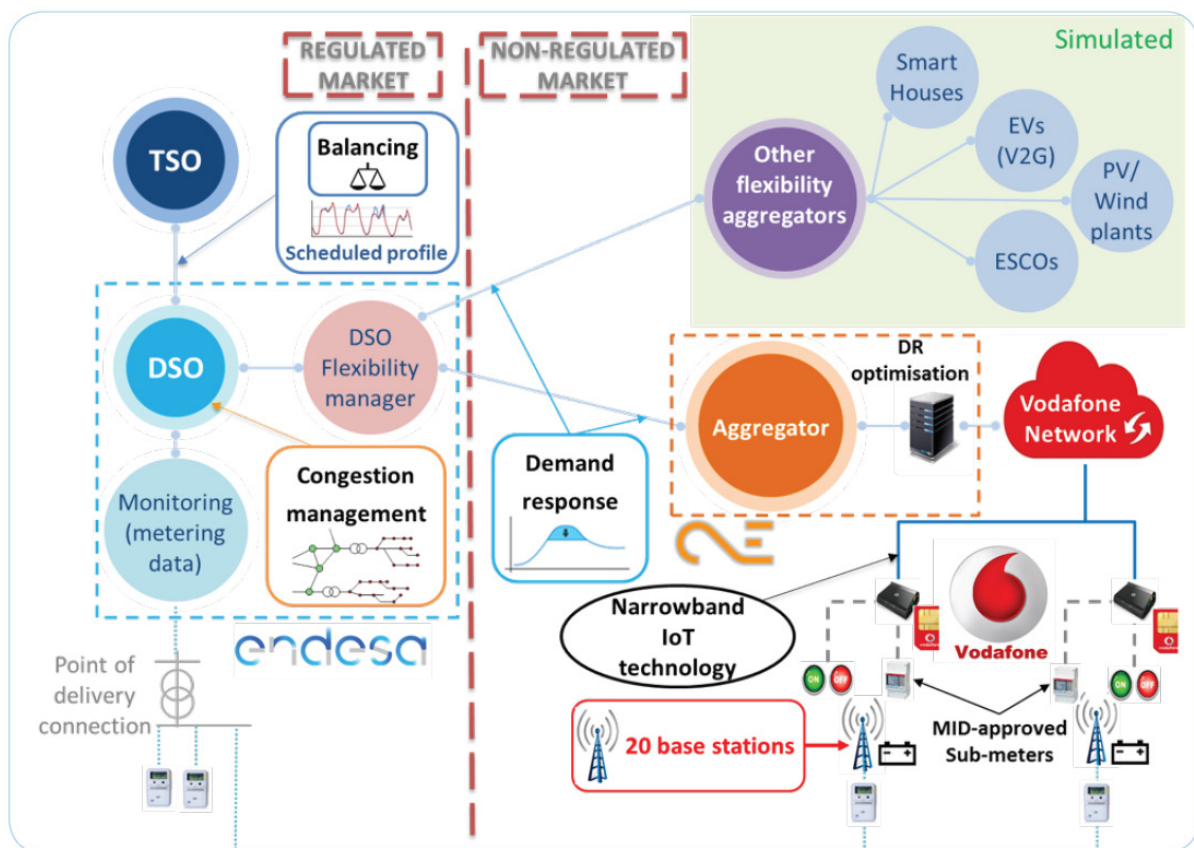 REGULATED
MARKET
NON-REGULATED
MARKET
Simulated
TSO
Balancing
Scheduled profile
Other
flexibility
aggregators
Smart
Houses
EVs
(V2G)
PV/
Wind
plants
ESCOs
DSO
DSO
Flexibility
manager
Monitoring
(metering
data)
Congestion
management
endesa
Demand
response
Aggregator
DR
optimisation
Vodafone
Network
Narrowband
IoT
technology
Vodafone
ON
OFF
ON
OFF
20 base stations
MID-approved
Sub-meters
Point of
delivery
connection